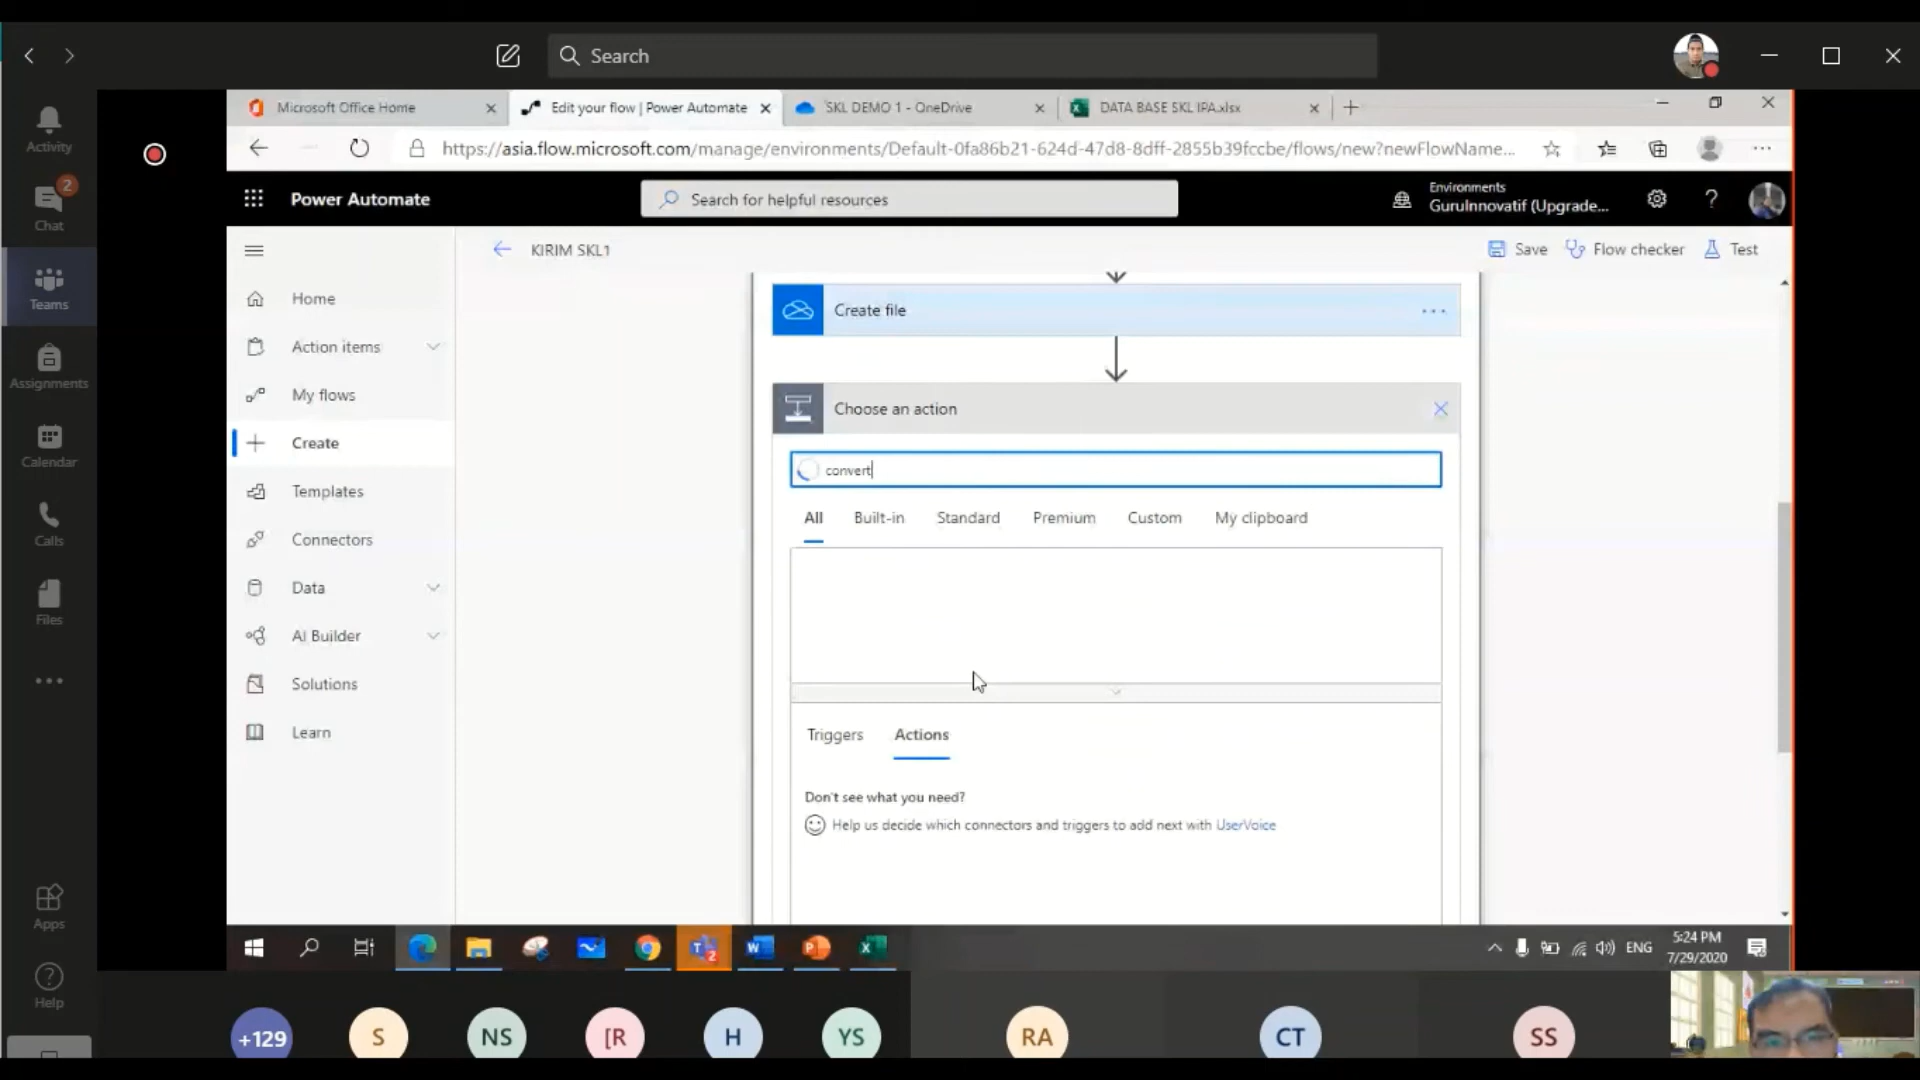 Search
Activity
2
Chat
Teams
Assignments
Calendar
Calls
Files
Apps
Help
Microsoft Office Home
Edit your flow | Power Automate
SKL DEMO 1 - OneDrive
DATA BASE SKL IPA.xlsx
https://asia.flow.microsoft.com/manage/environments/Default-0fa86b21-624d-47d8-8dff-2855b39fccbe/flows/new?newFlowName...
Power Automate
Search for helpful resources
Environments
GuruInnovatif (Upgrade...
KIRIM SKL1
Save
Flow checker
Test
Home
Action items
My flows
Create
Templates
Connectors
Data
AI Builder
Solutions
Learn
Create file
Choose an action
convert
All
Built-in
Standard
Premium
Custom
My clipboard
Triggers
Actions
Don't see what you need?
Help us decide which connectors and triggers to add next with UserVoice
ENG
5:24 PM
7/29/2020
+129
S
NS
[R
H
YS
RA
CT
SS